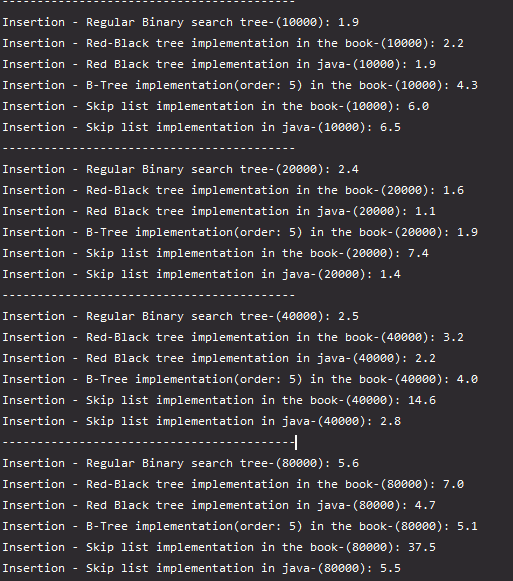 ------------------------------------------
Insertion - Regular Binary search tree-(10000): 1.9
Insertion - Red-Black tree implementation in the book-(10000): 2.2
Insertion - Red Black tree implementation in java-(10000): 1.9
Insertion - B-Tree implementation(order: 5) in the book-(10000): 4.3
Insertion - Skip list implementation in the book-(10000): 6.0
Insertion - Skip list implementation in java-(10000): 6.5
------------------------------------------
Insertion - Regular Binary search tree-(20000): 2.4
Insertion - Red-Black tree implementation in the book-(20000): 1.6
Insertion - Red Black tree implementation in java-(20000): 1.1
Insertion - B-Tree implementation(order: 5) in the book-(20000): 1.9
Insertion - Skip list implementation in the book-(20000): 7.4
Insertion - Skip list implementation in java-(20000): 1.4
------------------------------------------
Insertion - Regular Binary search tree-(40000): 2.5
Insertion - Red-Black tree implementation in the book-(40000): 3.2
Insertion - Red Black tree implementation in java-(40000): 2.2
Insertion - B-Tree implementation(order: 5) in the book-(40000): 4.0
Insertion - Skip list implementation in the book-(40000): 14.6
Insertion - Skip list implementation in java-(40000): 2.8
------------------------------------------
Insertion - Regular Binary search tree-(80000): 5.6
Insertion - Red-Black tree implementation in the book-(80000): 7.0
Insertion - Red Black tree implementation in java-(80000): 4.7
Insertion - B-Tree implementation(order: 5) in the book-(80000): 5.1
Insertion - Skip list implementation in the book-(80000): 37.5
Insertion - Skip list implementation in java-(80000): 5.5